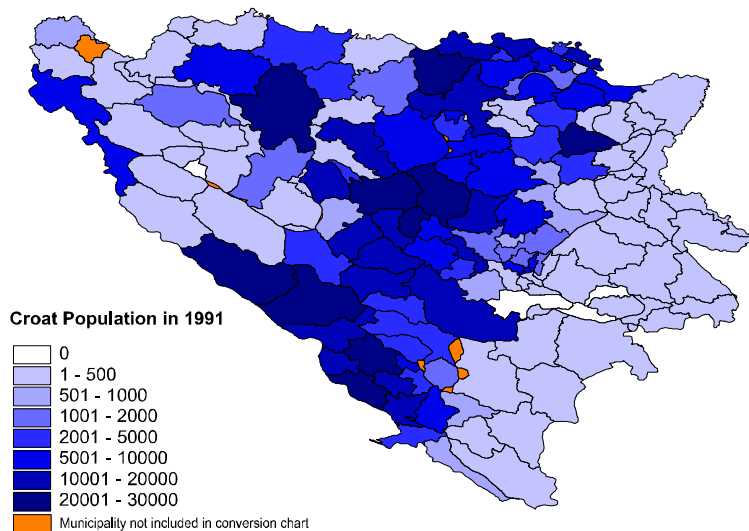 Croat Population in 1991
0
1 - 500
501 - 1000
1001 - 2000
2001 - 5000
5001 - 10000
10001 - 20000
20001 - 30000
Municipality not included in conversion chart